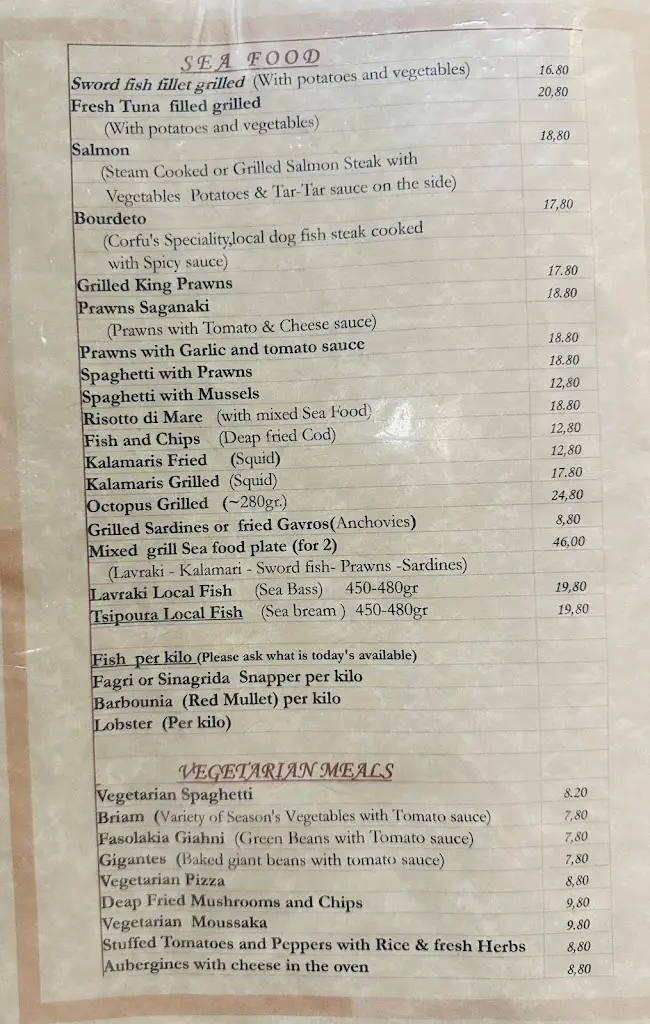 SEA FOOD
Sword fish fillet grilled (With potatoes and vegetables) 16.80
Fresh Tuna filled grilled 20,80
(With potatoes and vegetables)
Salmon 18,80
(Steam Cooked or Grilled Salmon Steak with
Vegetables Potatoes & Tar-Tar sauce on the side)
Bourdeto 17,80
(Corfu's Speciality,local dog fish steak cooked
with Spicy sauce)
Grilled King Prawns 17.80
Prawns Saganaki 18.80
(Prawns with Tomato & Cheese sauce)
Prawns with Garlic and tomato sauce 18.80
Spaghetti with Prawns 18.80
Spaghetti with Mussels 12,80
Risotto di Mare (with mixed Sea Food) 18.80
Fish and Chips (Deap fried Cod) 12,80
Kalamaris Fried (Squid) 12,80
Kalamaris Grilled (Squid) 17.80
Octopus Grilled (~280gr.) 24,80
Grilled Sardines or fried Gavros(Anchovies) 8,80
Mixed grill Sea food plate (for 2) 46,00
(Lavraki - Kalamari - Sword fish- Prawns -Sardines)
Lavraki Local Fish (Sea Bass) 450-480gr 19,80
Tsipoura Local Fish (Sea bream ) 450-480gr 19,80
Fish per kilo (Please ask what is today's available)
Fagri or Sinagrida Snapper per kilo
Barbounia (Red Mullet) per kilo
Lobster (Per kilo)
VEGETARIAN MEALS
Vegetarian Spaghetti 8.20
Briam (Variety of Season's Vegetables with Tomato sauce) 7,80
Fasolakia Giahni (Green Beans with Tomato sauce) 7,80
Gigantes (Baked giant beans with tomato sauce) 7,80
Vegetarian Pizza 8,80
Deap Fried Mushrooms and Chips 9,80
Vegetarian Moussaka 9.80
Stuffed Tomatoes and Peppers with Rice & fresh Herbs 8,80
Aubergines with cheese in the oven 8,80